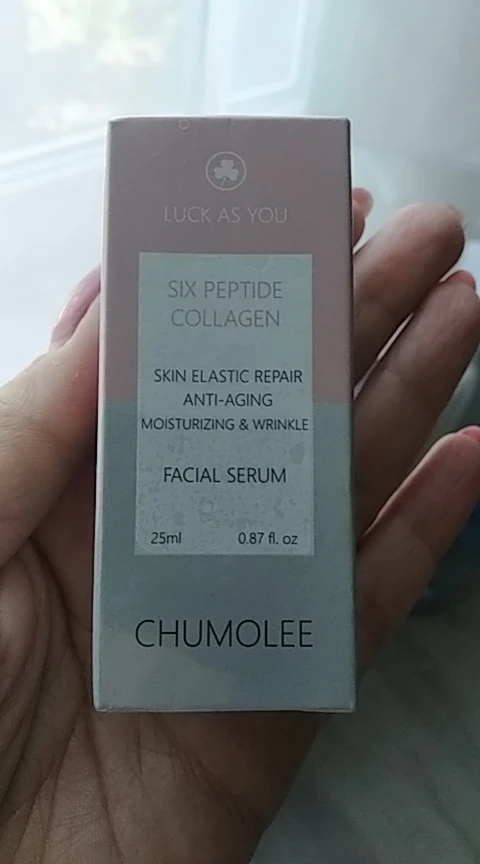 LUCK AS YOU
SIX PEPTIDE
COLLAGEN
SKIN ELASTIC REPAIR
ANTI-AGING
MOISTURIZING & WRINKLE
FACIAL SERUM
25ml 0.87 fl. oz
CHUMOLEE